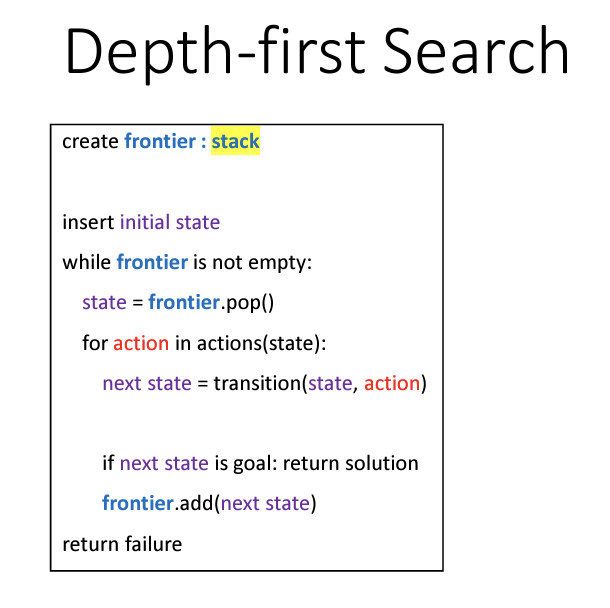 Depth-first Search
create frontier : stack
insert initial state
while frontier is not empty:
state = frontier.pop()
for action in actions(state):
next state = transition(state, action)
if next state is goal: return solution
frontier.add(next state)
return failure